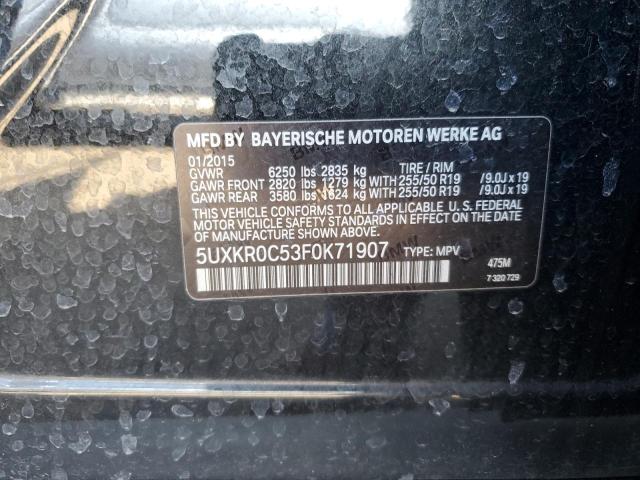 MFD BY BAYERISCHE MOTOREN WERKE AG
01/2015
GVWR 6250 lbs 2835 kg TIRE / RIM
GAWR FRONT 2820 lbs 1279 kg WITH 255/50 R19 /9.0J x 19
GAWR REAR 3580 lbs 1624 kg WITH 255/50 R19 /9.0J x 19
THIS VEHICLE CONFORMS TO ALL APPLICABLE U.S. FEDERAL
MOTOR VEHICLE SAFETY STANDARDS IN EFFECT ON THE
DATE OF MANUFACTURE SHOWN ABOVE.
5UXKR0C53F0K71907 TYPE: MPV
475M
7 320 729